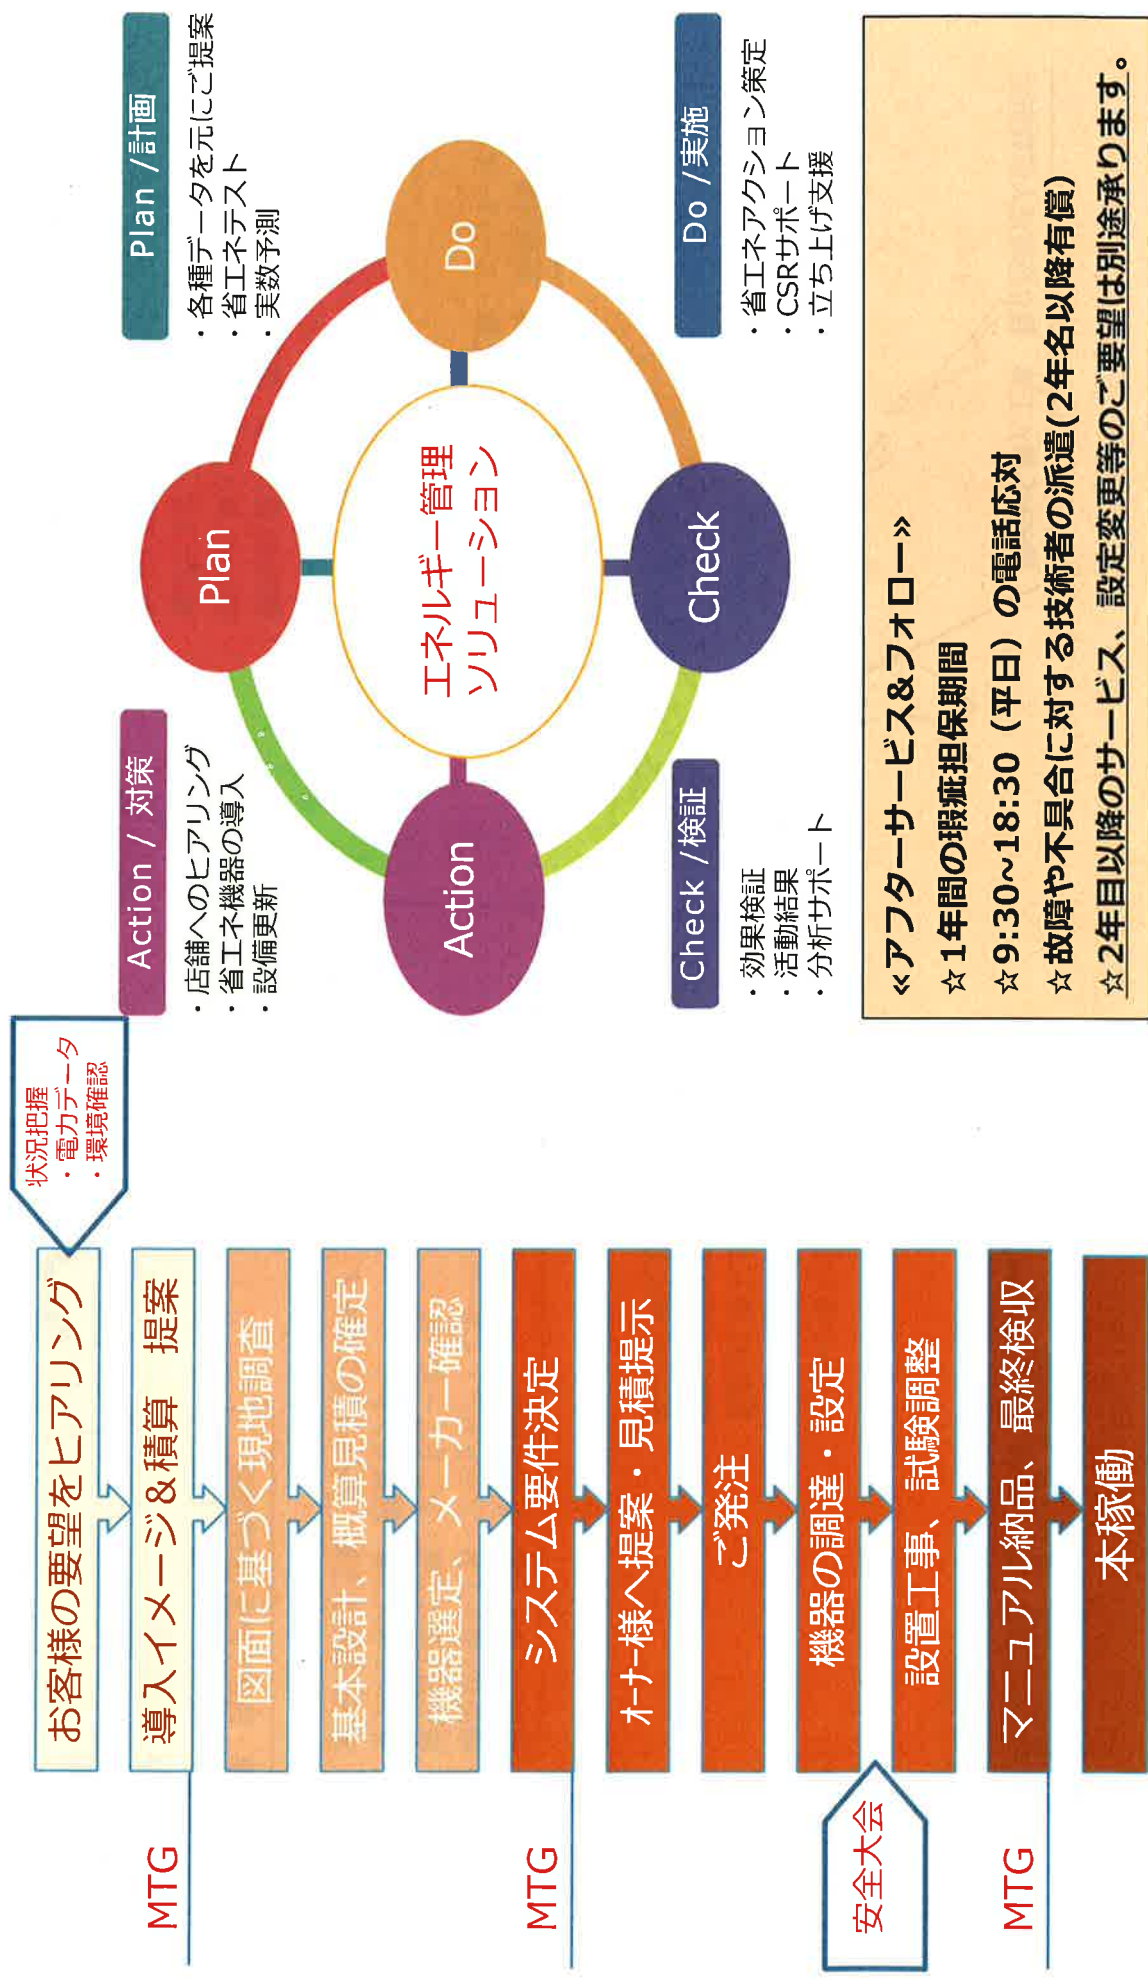 状況把握
・電力データ
・環境確認
お客様の要望をヒアリング
導入イメージ&積算　提案
MTG
図面に基づく現地調査
基本設計、概算見積の確定
機器選定、メーカー確認
システム要件決定
MTG
オーナー様へ提案・見積提示
ご発注
機器の調達・設定
安全大会
設置工事、試験調整
マニュアル納品、最終検収
MTG
本稼働
Action / 対策
・店舗へのヒアリング
・省エネ機器の導入
・設備更新
Plan /計画
・各種データを元にご提案
・省エネテスト
・実数予測
Plan
Action
エネルギー管理
ソリューション
Do
Check
Check /検証
・効果検証
・活動結果
・分析サポート
Do /実施
・省エネアクション策定
・CSRサポート
・立ち上げ支援
≪アフターサービス&フォロー≫
☆1年間の瑕疵担保期間
☆9:30~18:30（平日）の電話応対
☆故障や不具合に対する技術者の派遣(2年名以降有償)
☆2年目以降のサービス、設定変更等のご要望は別途承ります。